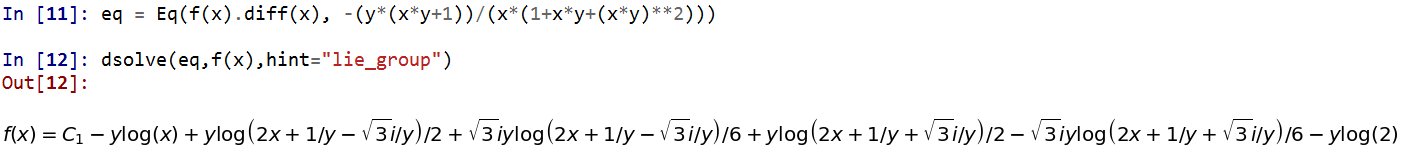 In [11]: eq = Eq(f(x).diff(x), -(y*(x*y+1))/(x*(1+x*y+(x*y)**2)))
In [12]: dsolve(eq,f(x),hint="lie_group")
Out[12]:
f(x) = C₁ − ylog(x) + ylog(2x + 1/y − √3i/y)/2 + √3iylog(2x + 1/y − √3i/y)/6 + ylog(2x + 1/y + √3i/y)/2 − √3iylog(2x + 1/y + √3i/y)/6 − ylog(2)